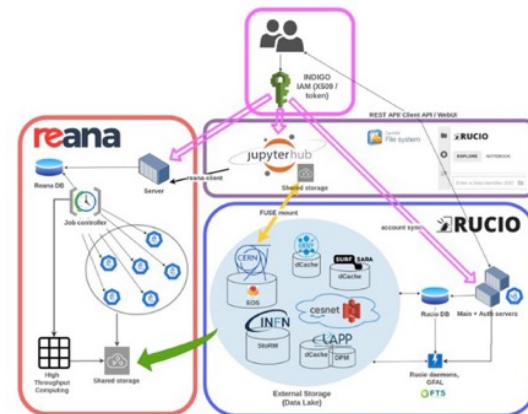 INDIGO
IAM (X509 /
token)
REST API/ Client API / WebUI
reana
Reana DB
Server
reana-client
Job controller
High
Throughput
Computing
Shared storage
jupyterhub
Shared storage
File system
RUCIO
EXPLORE
NOTEBOOK
FUSE mount
account sync
RUCIO
CERN
EOS
DESY
dCache
SURF SARA
dCache
cesnet
INFN
StoRM
LAPP
dCache
DPM
External Storage
(Data Lake)
Rucio DB
Main + Auth servers
Rucio daemons,
GFAL
FTS